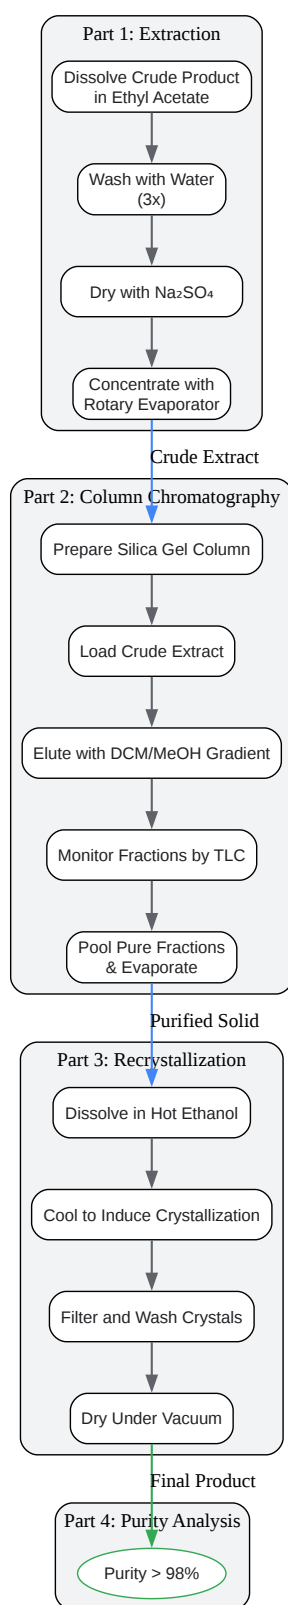 Part 1: Extraction
Dissolve Crude Product
in Ethyl Acetate
Wash with Water
(3x)
Dry with Na₂SO₄
Concentrate with
Rotary Evaporator
Crude Extract
Part 2: Column Chromatography
Prepare Silica Gel Column
Load Crude Extract
Elute with DCM/MeOH Gradient
Monitor Fractions by TLC
Pool Pure Fractions
& Evaporate
Purified Solid
Part 3: Recrystallization
Dissolve in Hot Ethanol
Cool to Induce Crystallization
Filter and Wash Crystals
Dry Under Vacuum
Final Product
Part 4: Purity Analysis
Purity > 98%